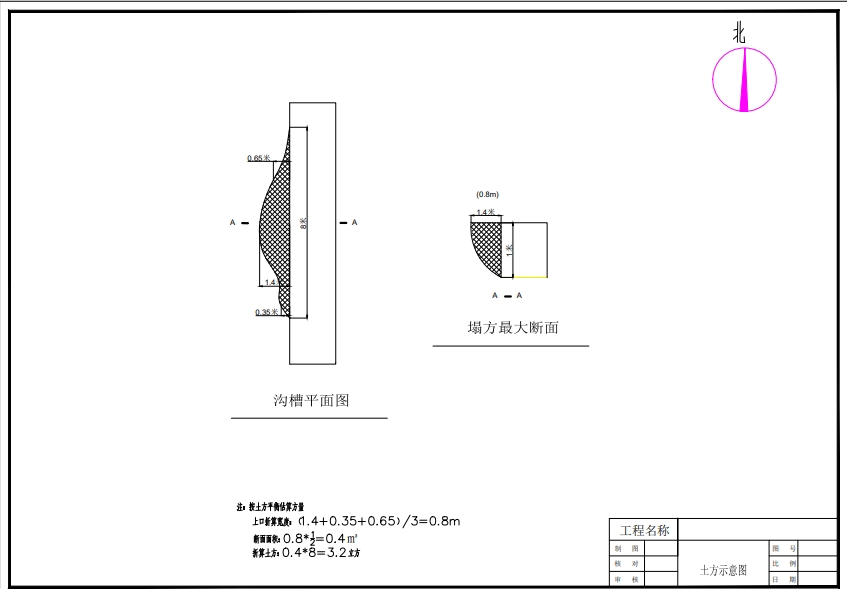 北
0.65米
A
A
8米
1.4
0.35米
沟槽平面图
(0.8m)
1.4米
1米
A
A
塌方最大断面
注：按土方平衡估算方量
上口折算宽度：(1.4+0.35+0.65)/3=0.8m
断面面积：0.8*½=0.4㎡
折算土方：0.4*8=3.2立方
工程名称
制 图
图 号
核 对
土方示意图
比 例
审 核
日 期